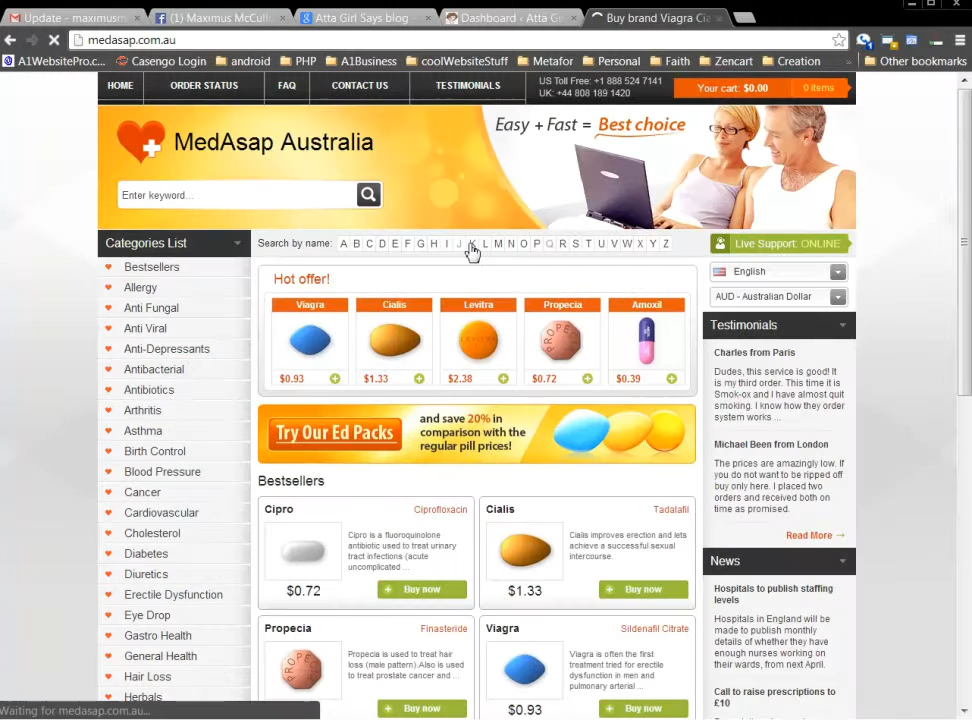 Gmail - Update - maximusm
(1) Maximus McCull
Atta Girl Says blog -
Dashboard ‹ Atta Gi
Buy brand Viagra Cia
medasap.com.au
A1WebsitePro.c...
Casengo Login
android
PHP
A1Business
coolWebsiteStuff
Metafor
Personal
Faith
Zencart
Creation
»
Other bookmarks
HOME
ORDER STATUS
FAQ
CONTACT US
TESTIMONIALS
US Toll Free: +1 888 524 7141
UK: +44 808 189 1420
Your cart: $0.00
0 items
MedAsap Australia
Easy + Fast = Best choice
Enter keyword...
Categories List
Search by name: A B C D E F G H I J K L M N O P Q R S T U V W X Y Z
Live Support: ONLINE
Bestsellers
Allergy
Anti Fungal
Anti Viral
Anti-Depressants
Antibacterial
Antibiotics
Arthritis
Asthma
Birth Control
Blood Pressure
Cancer
Cardiovascular
Cholesterol
Diabetes
Diuretics
Erectile Dysfunction
Eye Drop
Gastro Health
General Health
Hair Loss
Herbals
Waiting for medasap.com.au...
Hot offer!
Viagra
Cialis
Levitra
Propecia
Amoxil
LEVITRA
PROPECIA
$0.93
$1.33
$2.38
$0.72
$0.39
Try Our Ed Packs
and save 20% in
comparison with the
regular pill prices!
Bestsellers
Cipro
Ciprofloxacin
Cipro is a fluoroquinolone
antibiotic used to treat urinary
tract infections (acute
uncomplicated ...
$0.72
Buy now
Cialis
Tadalafil
Cialis improves erection and lets
achieve a successful sexual
intercourse.
$1.33
Buy now
Propecia
Finasteride
PROPECIA
Propecia is used to treat hair
loss (male pattern).Also is used
to treat prostate cancer and ...
$0.72
Buy now
Viagra
Sildenafil Citrate
Viagra is often the first
treatment tried for erectile
dysfunction in men and
pulmonary arterial ...
$0.93
Buy now
English
AUD - Australian Dollar
Testimonials
Charles from Paris
Dudes, this service is good! It
is my third order. This time it is
Smok-ox and I have almost quit
smoking. I know how they order
system works ...
Michael Been from London
The prices are amazingly low. If
you do not want to be ripped off
buy only here. I placed two
orders and received both on
time as promised.
Read More →
News
Hospitals to publish staffing
levels
Hospitals in England will be
made to publish monthly
details of whether they have
enough nurses working on
their wards, from next April.
Call to raise prescriptions to
£10